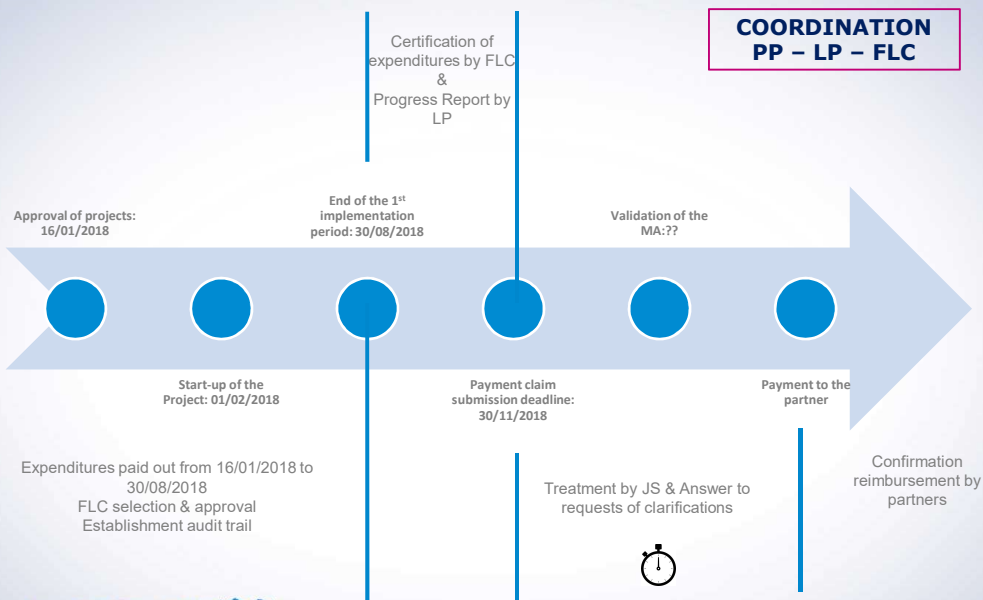 COORDINATION
PP – LP – FLC
Certification of
expenditures by FLC
&
Progress Report by
LP
Approval of projects:
16/01/2018
End of the 1st
implementation
period: 30/08/2018
Validation of the
MA:??
Start-up of the
Project: 01/02/2018
Payment claim
submission deadline:
30/11/2018
Payment to the
partner
Expenditures paid out from 16/01/2018 to
30/08/2018
FLC selection & approval
Establishment audit trail
Treatment by JS & Answer to
requests of clarifications
Confirmation
reimbursement by
partners